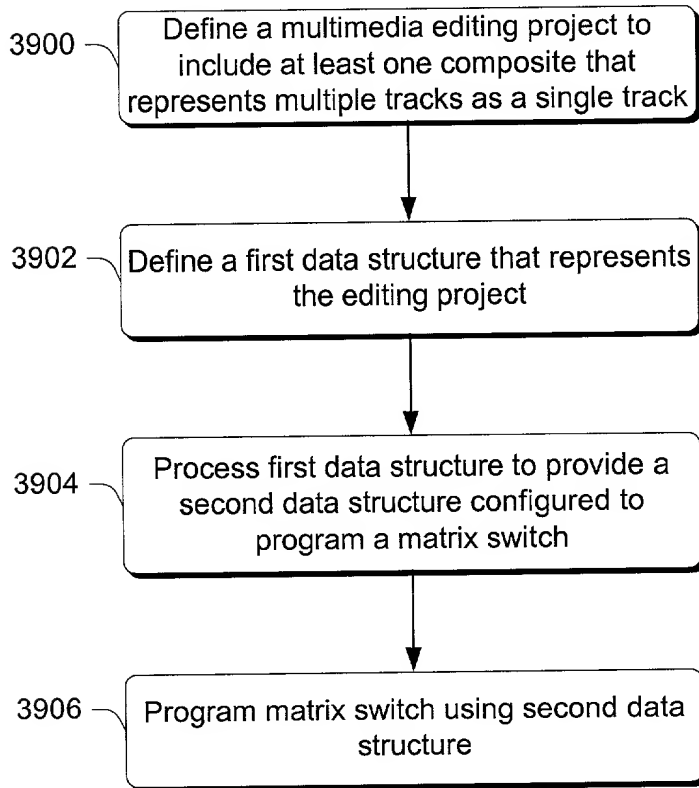 3900
Define a multimedia editing project to
include at least one composite that
represents multiple tracks as a single track
3902
Define a first data structure that represents
the editing project
3904
Process first data structure to provide a
second data structure configured to
program a matrix switch
3906
Program matrix switch using second data
structure